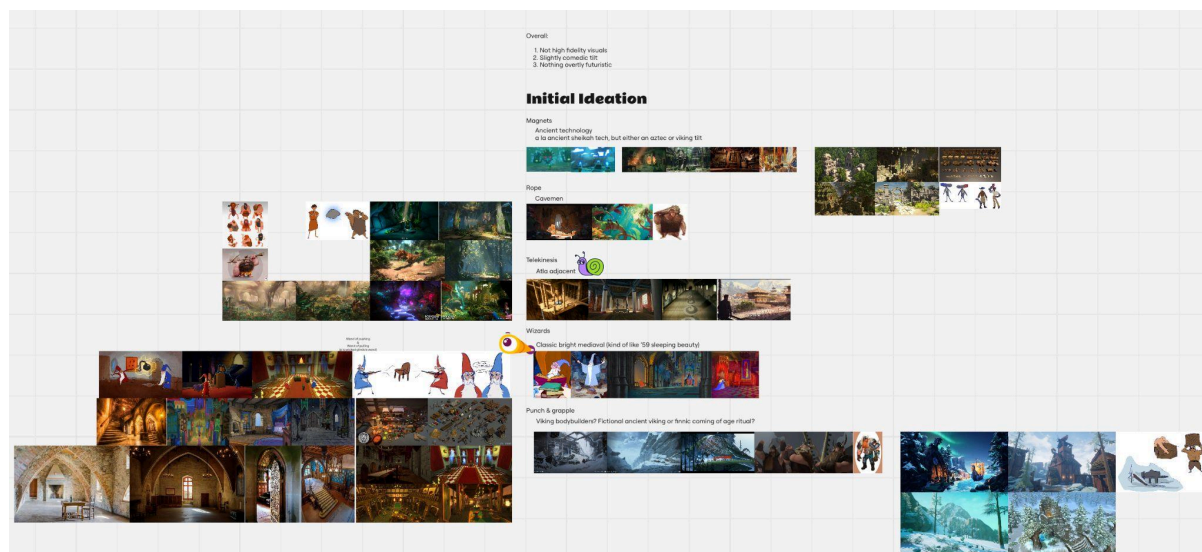 Overall:
1. Not high fidelity visuals
2. Slightly comedic tilt
3. Nothing overtly futuristic
Initial Ideation
Magnets
Ancient technology
a la ancient sheikah tech, but either an aztec or viking tilt
Rope
Cavemen
Telekinesis
Atla adjacent
Wizards
Classic bright medioval (kind of like '59 sleeping beauty)
Punch & grapple
Viking bodybuilders? Fictional ancient viking or finnic coming of age ritual?